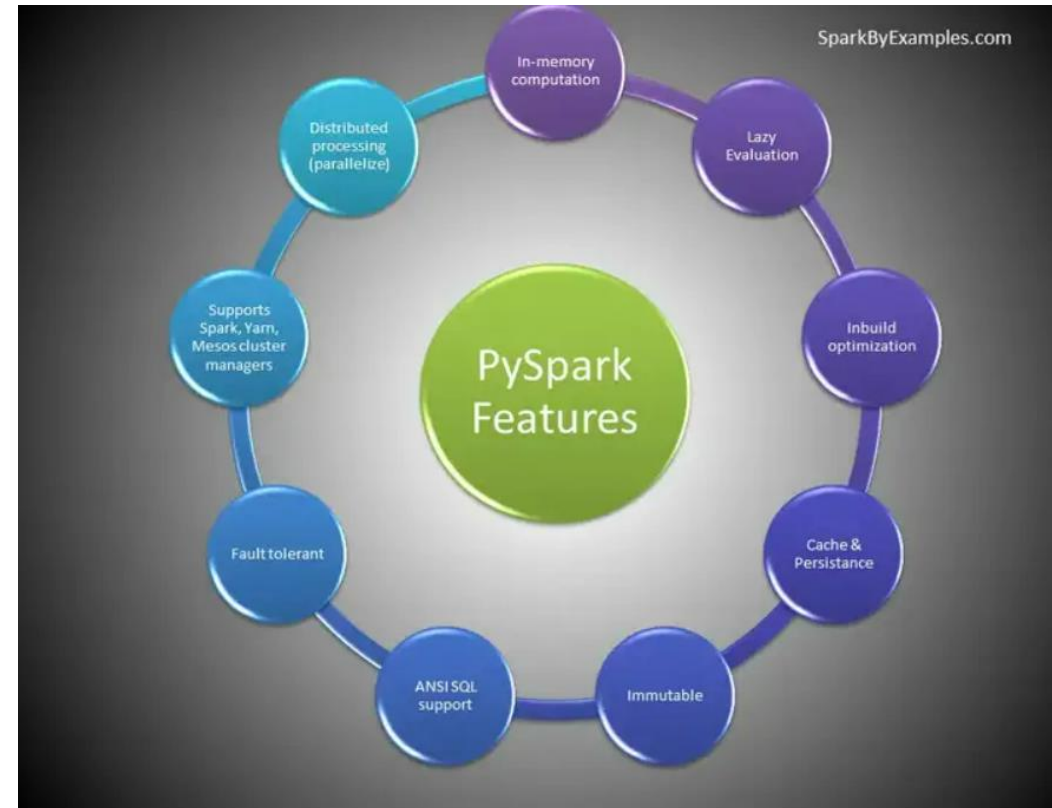 SparkByExamples.com
In-memory
computation
Lazy
Evaluation
Inbuild
optimization
Cache &
Persistance
Immutable
ANSI SQL
support
Fault tolerant
Supports
Spark, Yarn,
Mesos cluster
managers
Distributed
processing
(parallelize)
PySpark
Features